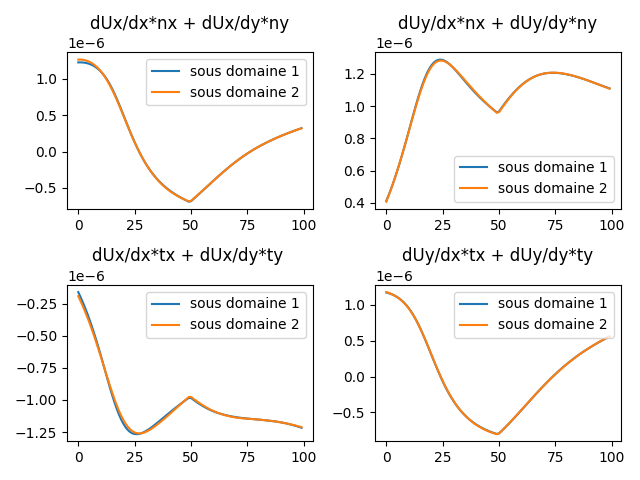 dUx/dx*nx + dUx/dy*ny
1e−6
1.0
0.5
0.0
−0.5
0
25
50
75
100
sous domaine 1
sous domaine 2
dUy/dx*nx + dUy/dy*ny
1e−6
1.2
1.0
0.8
0.6
0.4
0
25
50
75
100
sous domaine 1
sous domaine 2
dUx/dx*tx + dUx/dy*ty
1e−6
−0.25
−0.50
−0.75
−1.00
−1.25
0
25
50
75
100
sous domaine 1
sous domaine 2
dUy/dx*tx + dUy/dy*ty
1e−6
1.0
0.5
0.0
−0.5
0
25
50
75
100
sous domaine 1
sous domaine 2